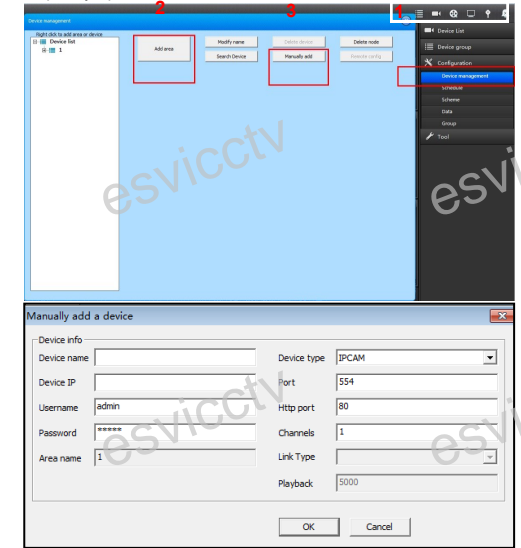 2
3
1
Device management
Right click to add area or device
Device list
1
Add area
Modify name
Delete device
Delete node
Search Device
Manually add
Remote config
Device List
Device group
Configuration
Device management
Schedule
Scheme
Data
Group
Tool
esvicctv
esvi
Manually add a device
Device info
Device name
Device type IPCAM
Device IP
Port 554
Username admin
Http port 80
Password *****
Channels 1
Area name 1
Link Type
Playback 5000
OK Cancel
esvicctv
esvi